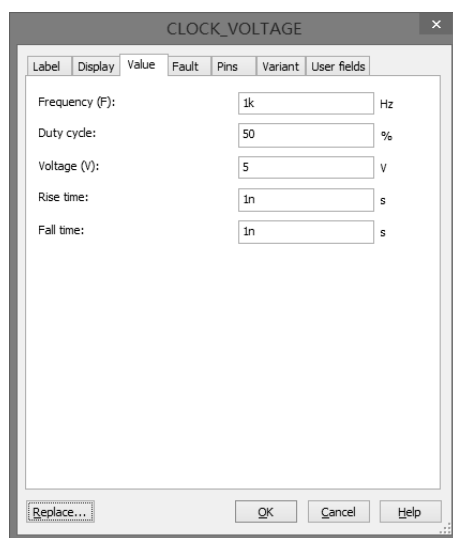 CLOCK_VOLTAGE ×
Label Display Value Fault Pins Variant User fields
Frequency (F): 1k Hz
Duty cycle: 50 %
Voltage (V): 5 V
Rise time: 1n s
Fall time: 1n s
Replace... OK Cancel Help